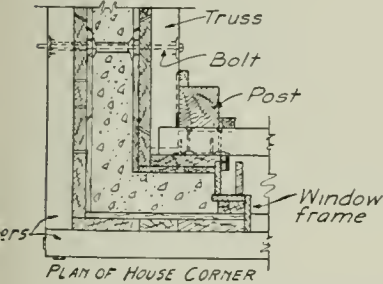 Truss
Bolt
Post
Window
frame
ers
PLAN OF HOUSE CORNER